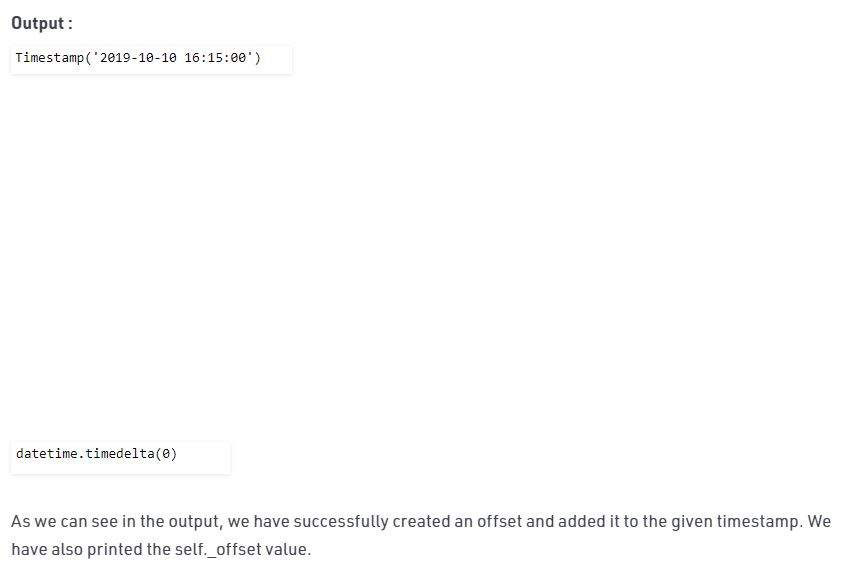 Output :
Timestamp('2019-10-10 16:15:00')
datetime.timedelta(0)
As we can see in the output, we have successfully created an offset and added it to the given timestamp. We
have also printed the self._offset value.